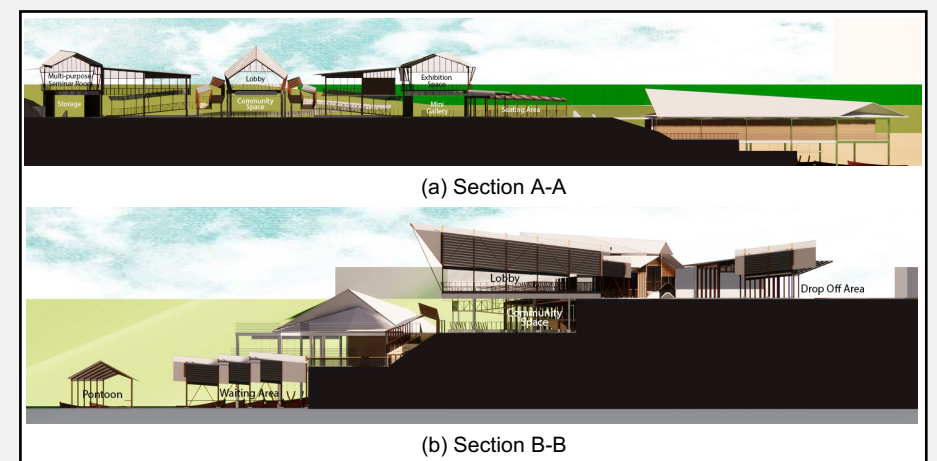 Multi-purpose/
Seminar Room
Storage
Lobby
Community
Space
Exhibition
Space
Mini
Gallery
Seating Area
(a) Section A-A
Lobby
Drop Off Area
Community
Space
Pontoon
Waiting Area
(b) Section B-B